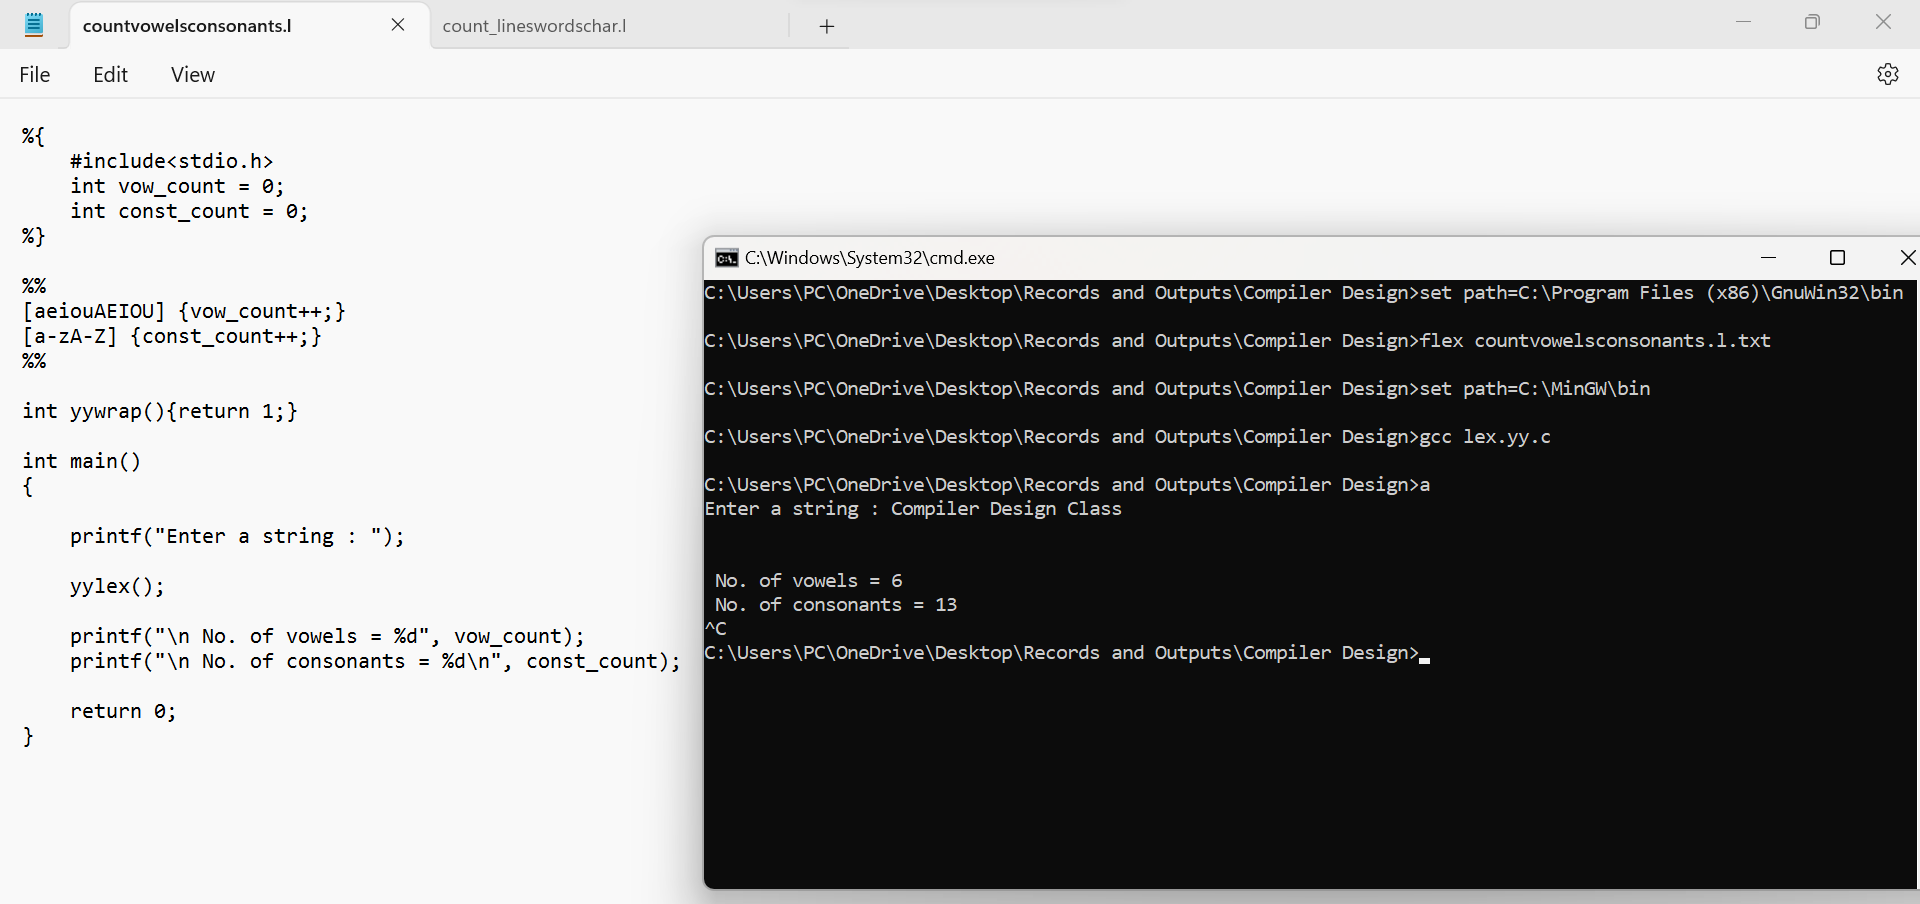 countvowelsconsonants.l
count_lineswordschar.l
File Edit View
%{
#include<stdio.h>
int vow_count = 0;
int const_count = 0;
%}
%%
[aeiouAEIOU] {vow_count++;}
[a-zA-Z] {const_count++;}
%%
int yywrap(){return 1;}
int main()
{
printf("Enter a string : ");
yylex();
printf("\n No. of vowels = %d", vow_count);
printf("\n No. of consonants = %d\n", const_count);
return 0;
}
C:\Windows\System32\cmd.exe
C:\Users\PC\OneDrive\Desktop\Records and Outputs\Compiler Design>set path=C:\Program Files (x86)\GnuWin32\bin
C:\Users\PC\OneDrive\Desktop\Records and Outputs\Compiler Design>flex countvowelsconsonants.l.txt
C:\Users\PC\OneDrive\Desktop\Records and Outputs\Compiler Design>set path=C:\MinGW\bin
C:\Users\PC\OneDrive\Desktop\Records and Outputs\Compiler Design>gcc lex.yy.c
C:\Users\PC\OneDrive\Desktop\Records and Outputs\Compiler Design>a
Enter a string : Compiler Design Class
No. of vowels = 6
No. of consonants = 13
^C
C:\Users\PC\OneDrive\Desktop\Records and Outputs\Compiler Design>